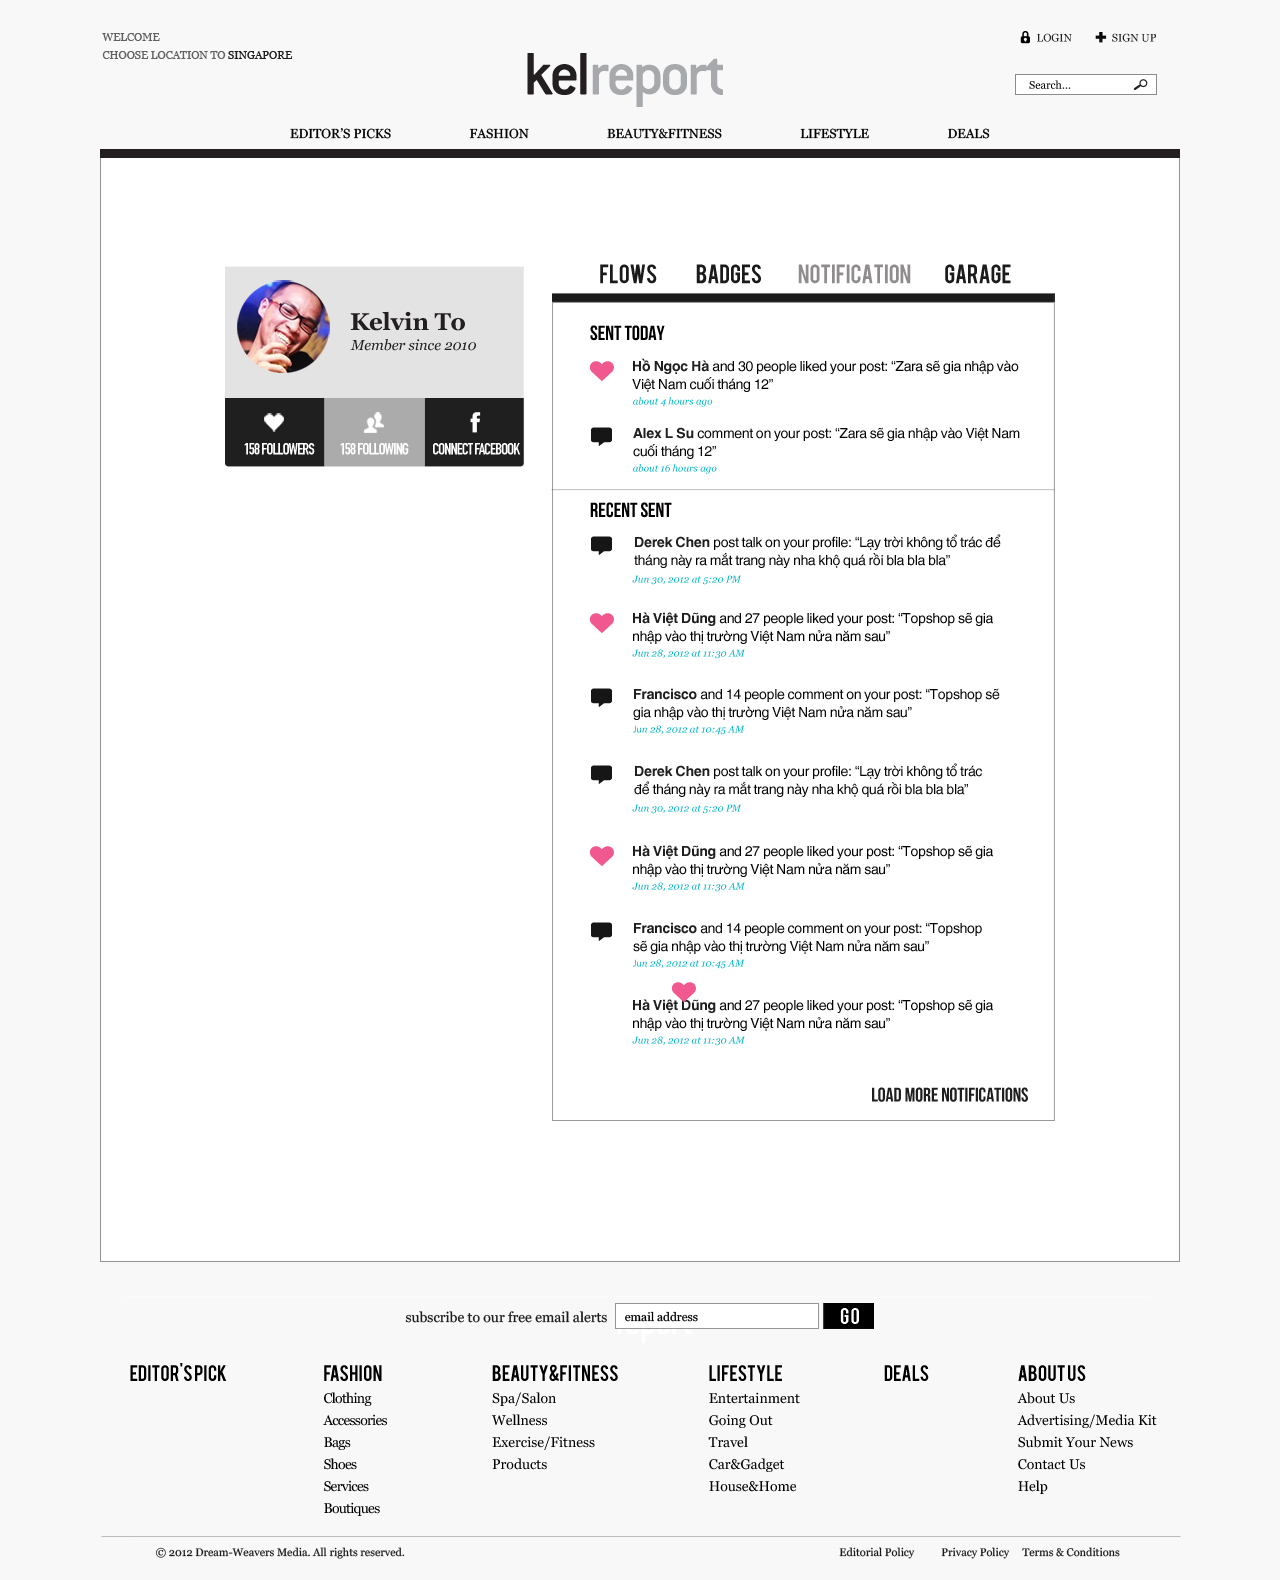 WELCOME
CHOOSE LOCATION TO SINGAPORE
LOGIN
SIGN UP
kelreport
Search...
EDITOR'S PICKS
FASHION
BEAUTY&FITNESS
LIFESTYLE
DEALS
Kelvin To
Member since 2010
158 FOLLOWERS
158 FOLLOWING
CONNECT FACEBOOK
FLOWS
BADGES
NOTIFICATION
GARAGE
SENT TODAY
Hồ Ngọc Hà and 30 people liked your post: “Zara sẽ gia nhập vào
Việt Nam cuối tháng 12”
about 4 hours ago
Alex L Su comment on your post: “Zara sẽ gia nhập vào Việt Nam
cuối tháng 12”
about 16 hours ago
RECENT SENT
Derek Chen post talk on your profile: “Lạy trời không tổ trác để
tháng này ra mắt trang này nha khộ quá rồi bla bla bla”
Jun 30, 2012 at 5:20 PM
Hà Việt Dũng and 27 people liked your post: “Topshop sẽ gia
nhập vào thị trường Việt Nam nửa năm sau”
Jun 28, 2012 at 11:30 AM
Francisco and 14 people comment on your post: “Topshop sẽ
gia nhập vào thị trường Việt Nam nửa năm sau”
Jun 28, 2012 at 10:45 AM
Derek Chen post talk on your profile: “Lạy trời không tổ trác
để tháng này ra mắt trang này nha khộ quá rồi bla bla bla”
Jun 30, 2012 at 5:20 PM
Hà Việt Dũng and 27 people liked your post: “Topshop sẽ gia
nhập vào thị trường Việt Nam nửa năm sau”
Jun 28, 2012 at 11:30 AM
Francisco and 14 people comment on your post: “Topshop
sẽ gia nhập vào thị trường Việt Nam nửa năm sau”
Jun 28, 2012 at 10:45 AM
Hà Việt Dũng and 27 people liked your post: “Topshop sẽ gia
nhập vào thị trường Việt Nam nửa năm sau”
Jun 28, 2012 at 11:30 AM
LOAD MORE NOTIFICATIONS
subscribe to our free email alerts
email address
GO
EDITOR'S PICK
FASHION
Clothing
Accessories
Bags
Shoes
Services
Boutiques
BEAUTY&FITNESS
Spa/Salon
Wellness
Exercise/Fitness
Products
LIFESTYLE
Entertainment
Going Out
Travel
Car&Gadget
House&Home
DEALS
ABOUT US
About Us
Advertising/Media Kit
Submit Your News
Contact Us
Help
© 2012 Dream-Weavers Media. All rights reserved.
Editorial Policy
Privacy Policy
Terms & Conditions